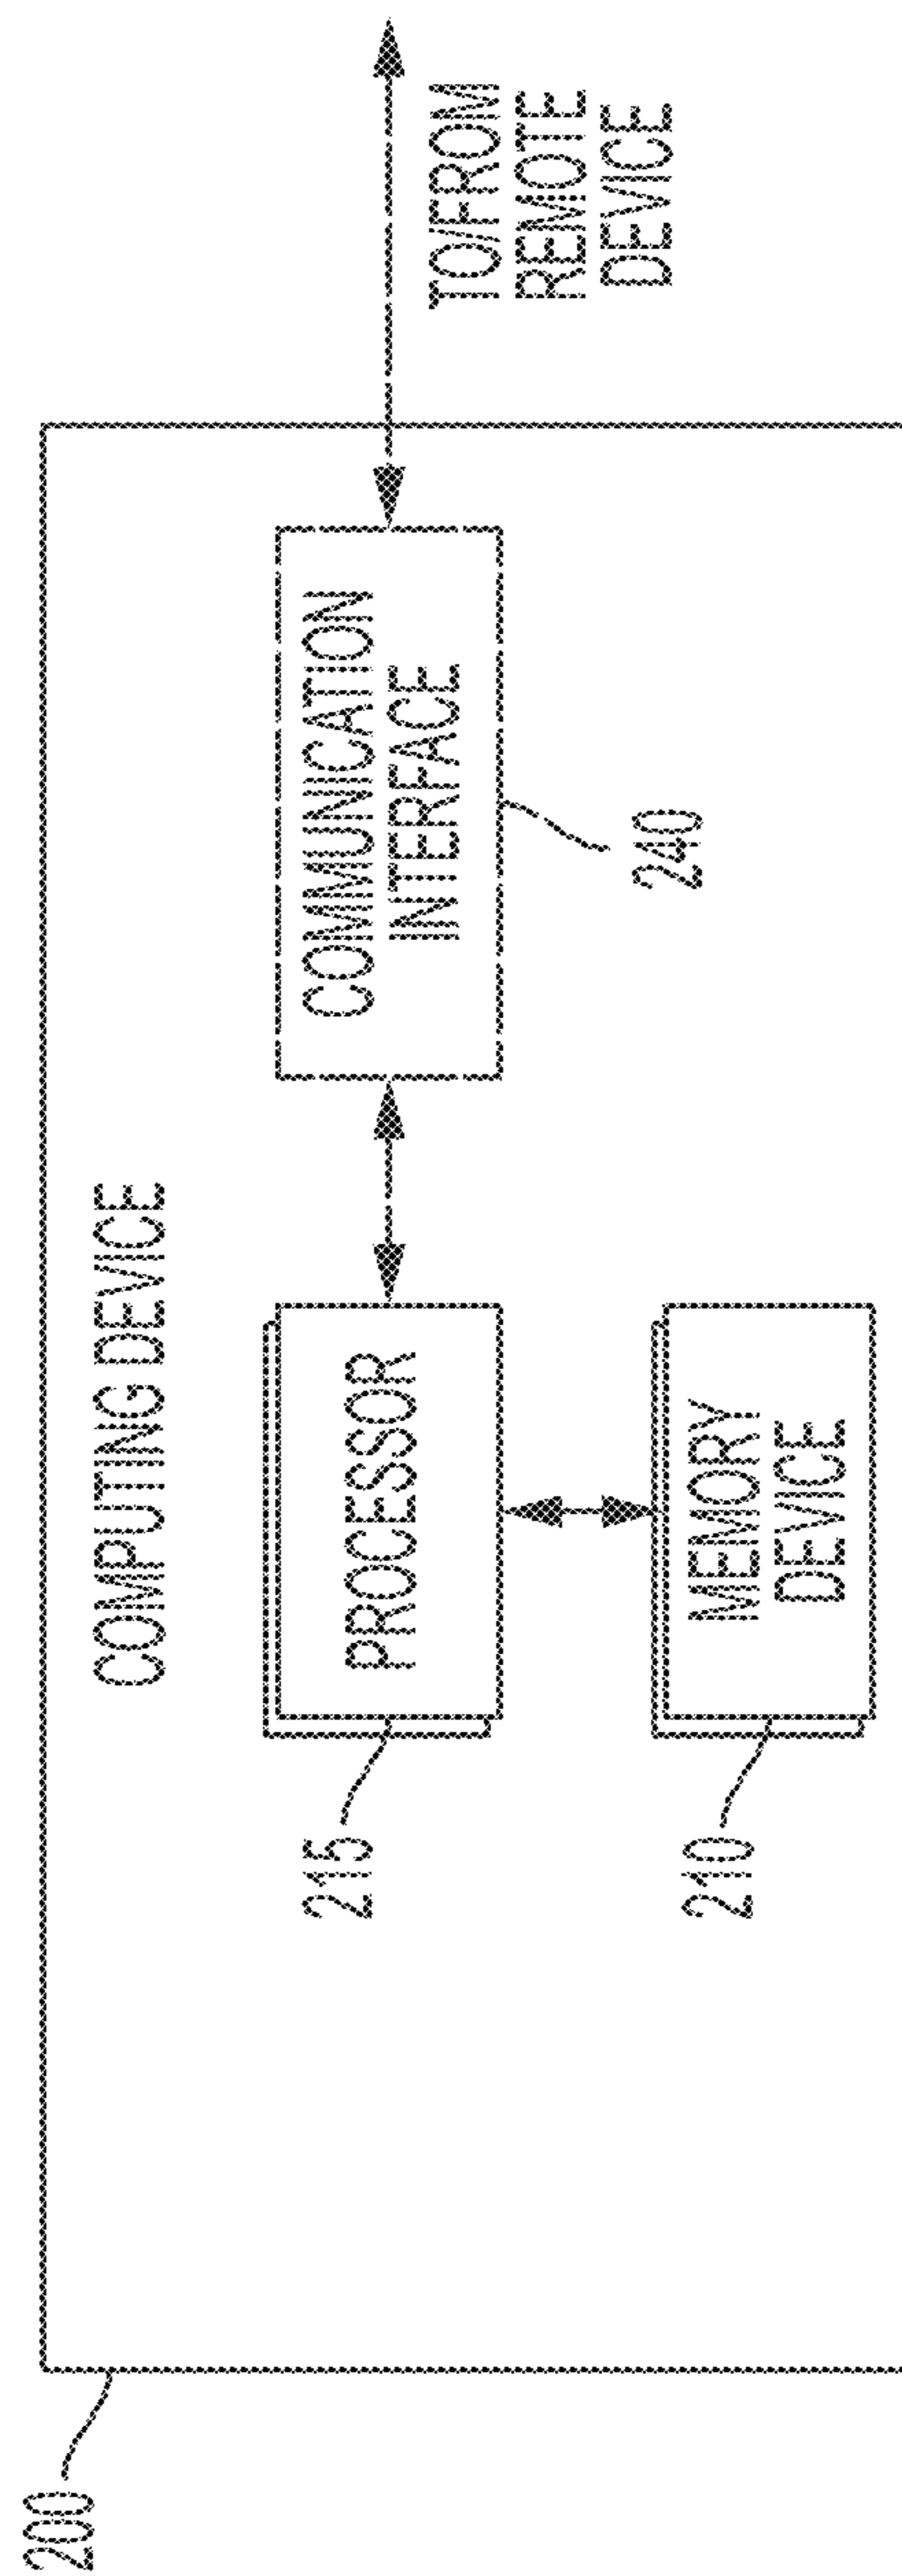 200
COMPUTING DEVICE
215
PROCESSOR
COMMUNICATION
INTERFACE
TO/FROM
REMOTE
DEVICE
240
210
MEMORY
DEVICE